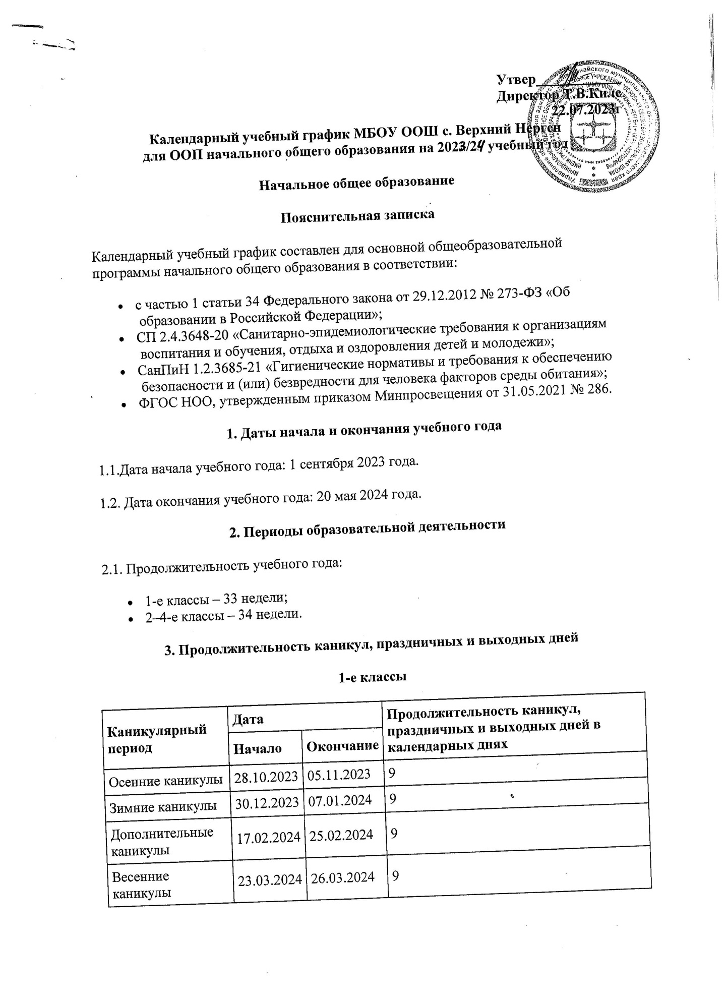 Утвер
Директор Т.В.Киле
22.07.2023г
Календарный учебный график МБОУ ООШ с. Верхний Нерген
для ООП начального общего образования на 2023/24 учебный год
Начальное общее образование
Пояснительная записка
Календарный учебный график составлен для основной общеобразовательной
программы начального общего образования в соответствии:
• с частью 1 статьи 34 Федерального закона от 29.12.2012 № 273-ФЗ «Об
образовании в Российской Федерации»;
• СП 2.4.3648-20 «Санитарно-эпидемиологические требования к организациям
воспитания и обучения, отдыха и оздоровления детей и молодежи»;
• СанПиН 1.2.3685-21 «Гигиенические нормативы и требования к обеспечению
безопасности и (или) безвредности для человека факторов среды обитания»;
• ФГОС НОО, утвержденным приказом Минпросвещения от 31.05.2021 № 286.
1. Даты начала и окончания учебного года
1.1.Дата начала учебного года: 1 сентября 2023 года.
1.2. Дата окончания учебного года: 20 мая 2024 года.
2. Периоды образовательной деятельности
2.1. Продолжительность учебного года:
• 1-е классы – 33 недели;
• 2–4-е классы – 34 недели.
3. Продолжительность каникул, праздничных и выходных дней
1-е классы
Каникулярный период Дата Продолжительность каникул, праздничных и выходных дней в календарных днях
Начало Окончание
Осенние каникулы 28.10.2023 05.11.2023 9
Зимние каникулы 30.12.2023 07.01.2024 9
Дополнительные каникулы 17.02.2024 25.02.2024 9
Весенние каникулы 23.03.2024 26.03.2024 9